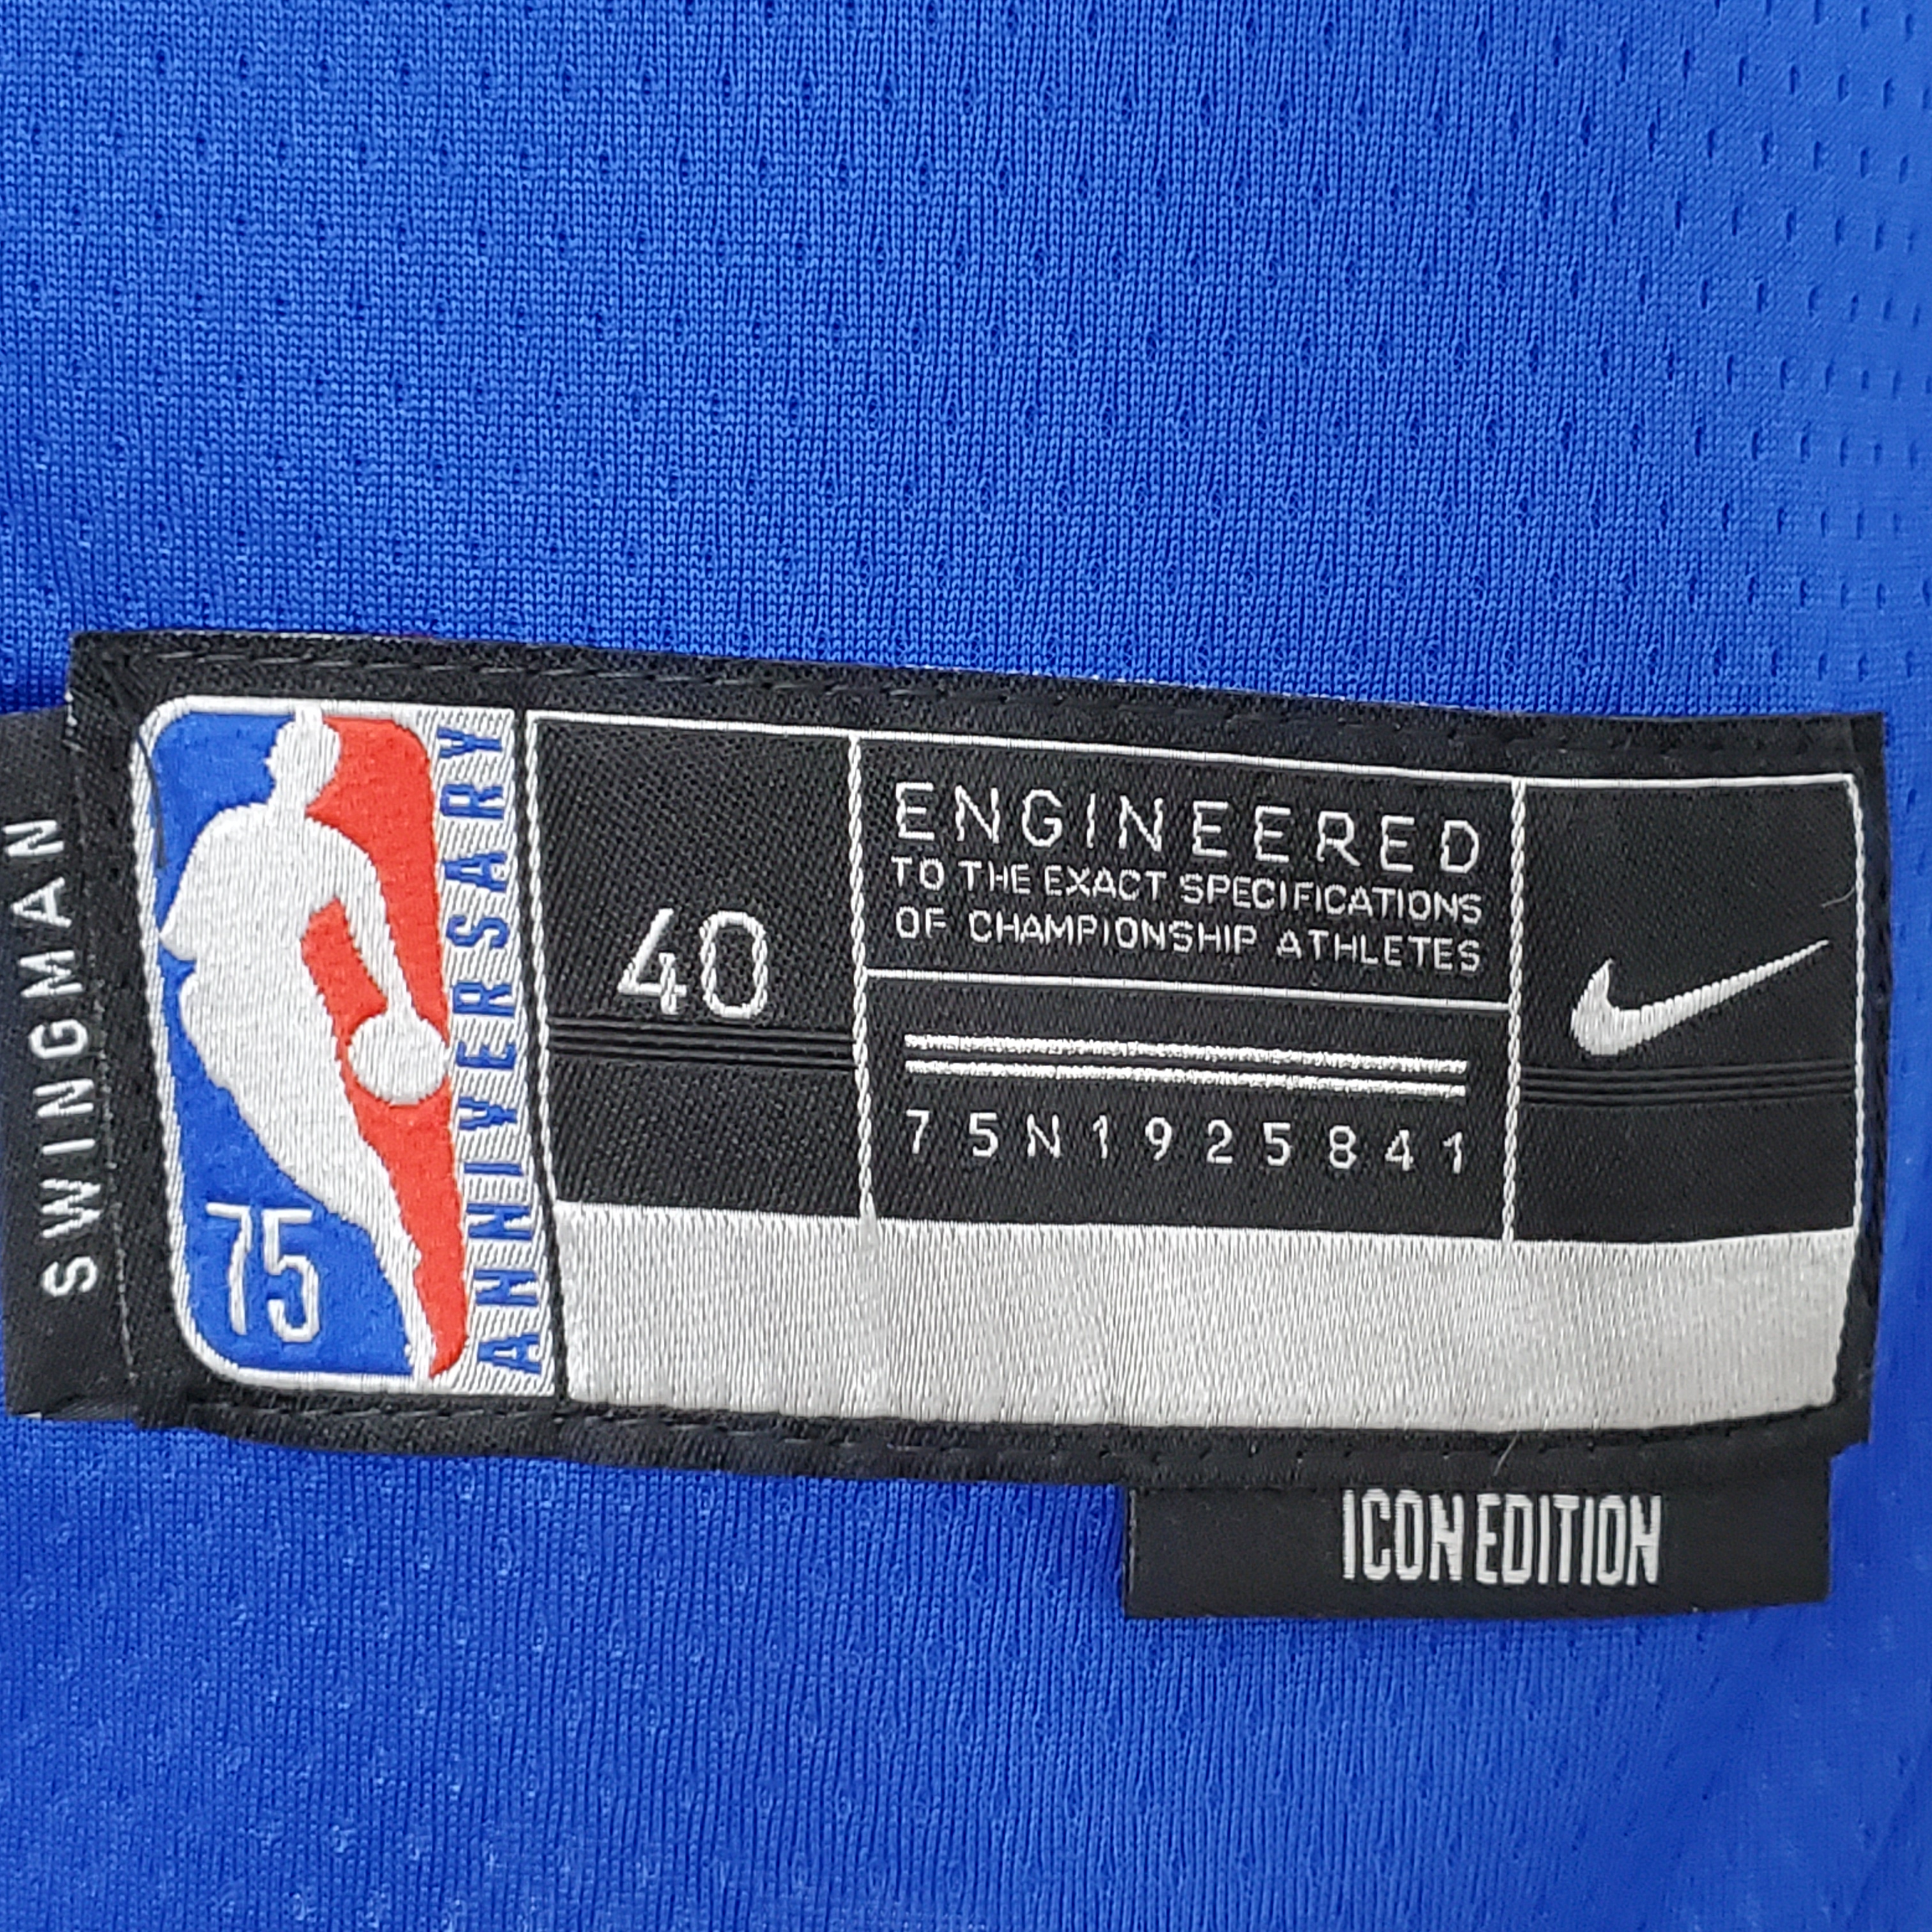 SWINGMAN
75
ANNIVERSARY
40
ENGINEERED
TO THE EXACT SPECIFICATIONS
OF CHAMPIONSHIP ATHLETES
75N1925841
ICON EDITION